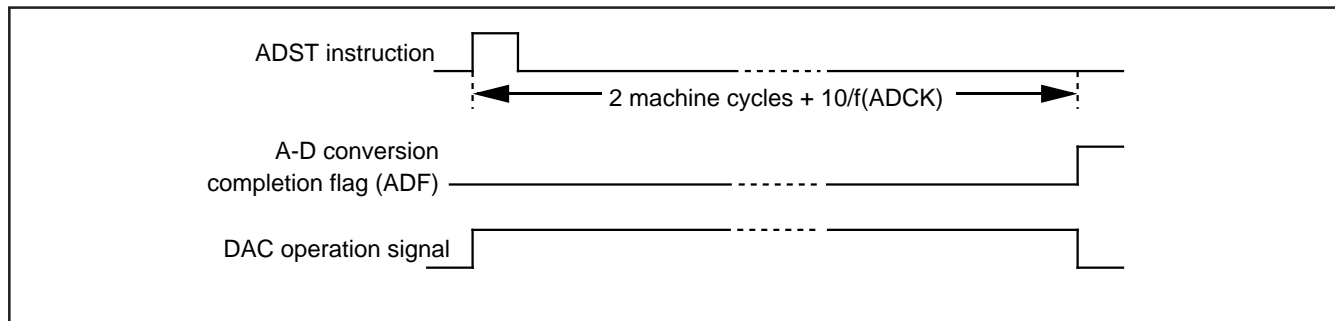 ADST instruction
2 machine cycles + 10/f(ADCK)
A-D conversion
completion flag (ADF)
DAC operation signal